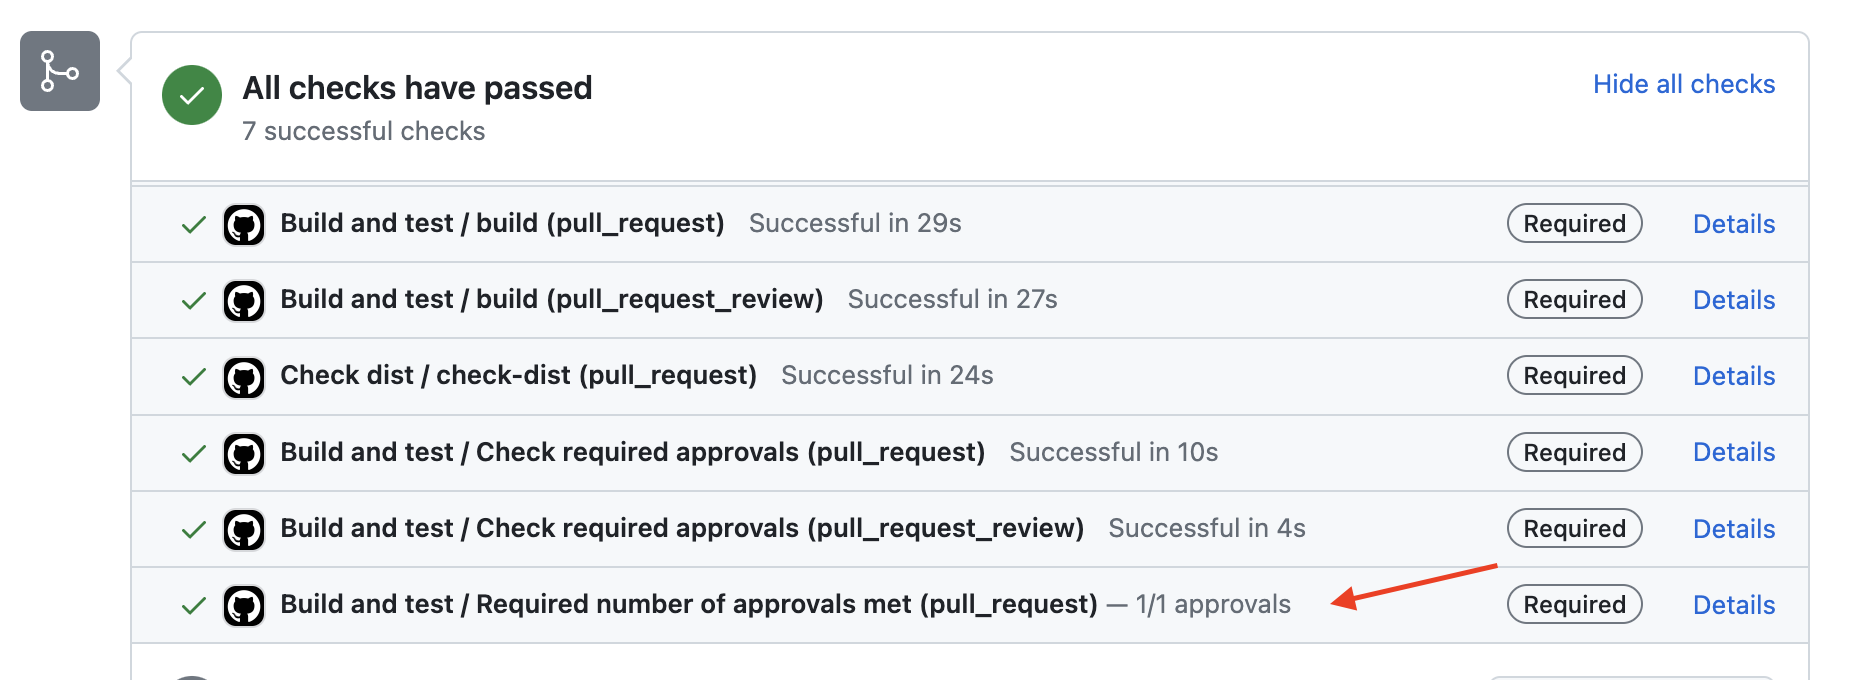 All checks have passed
Hide all checks
7 successful checks
Build and test / build (pull_request) Successful in 29s Required Details
Build and test / build (pull_request_review) Successful in 27s Required Details
Check dist / check-dist (pull_request) Successful in 24s Required Details
Build and test / Check required approvals (pull_request) Successful in 10s Required Details
Build and test / Check required approvals (pull_request_review) Successful in 4s Required Details
Build and test / Required number of approvals met (pull_request) — 1/1 approvals Required Details